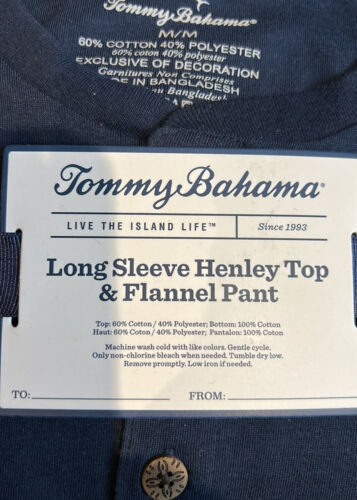 Tommy Bahama
M/M
60% COTTON 40% POLYESTER
60% coton 40% polyester
EXCLUSIVE OF DECORATION
Garnitures Non Comprises
DE IN BANGLADESH
au Bangladesh
Tommy Bahama®
LIVE THE ISLAND LIFE™
Since 1993
Long Sleeve Henley Top
& Flannel Pant
Top: 60% Cotton / 40% Polyester; Bottom: 100% Cotton
Haut: 60% Coton / 40% Polyester; Pantalon: 100% Coton
Machine wash cold with like colors. Gentle cycle.
Only non-chlorine bleach when needed. Tumble dry low.
Remove promptly. Low iron if needed.
TO:
FROM: